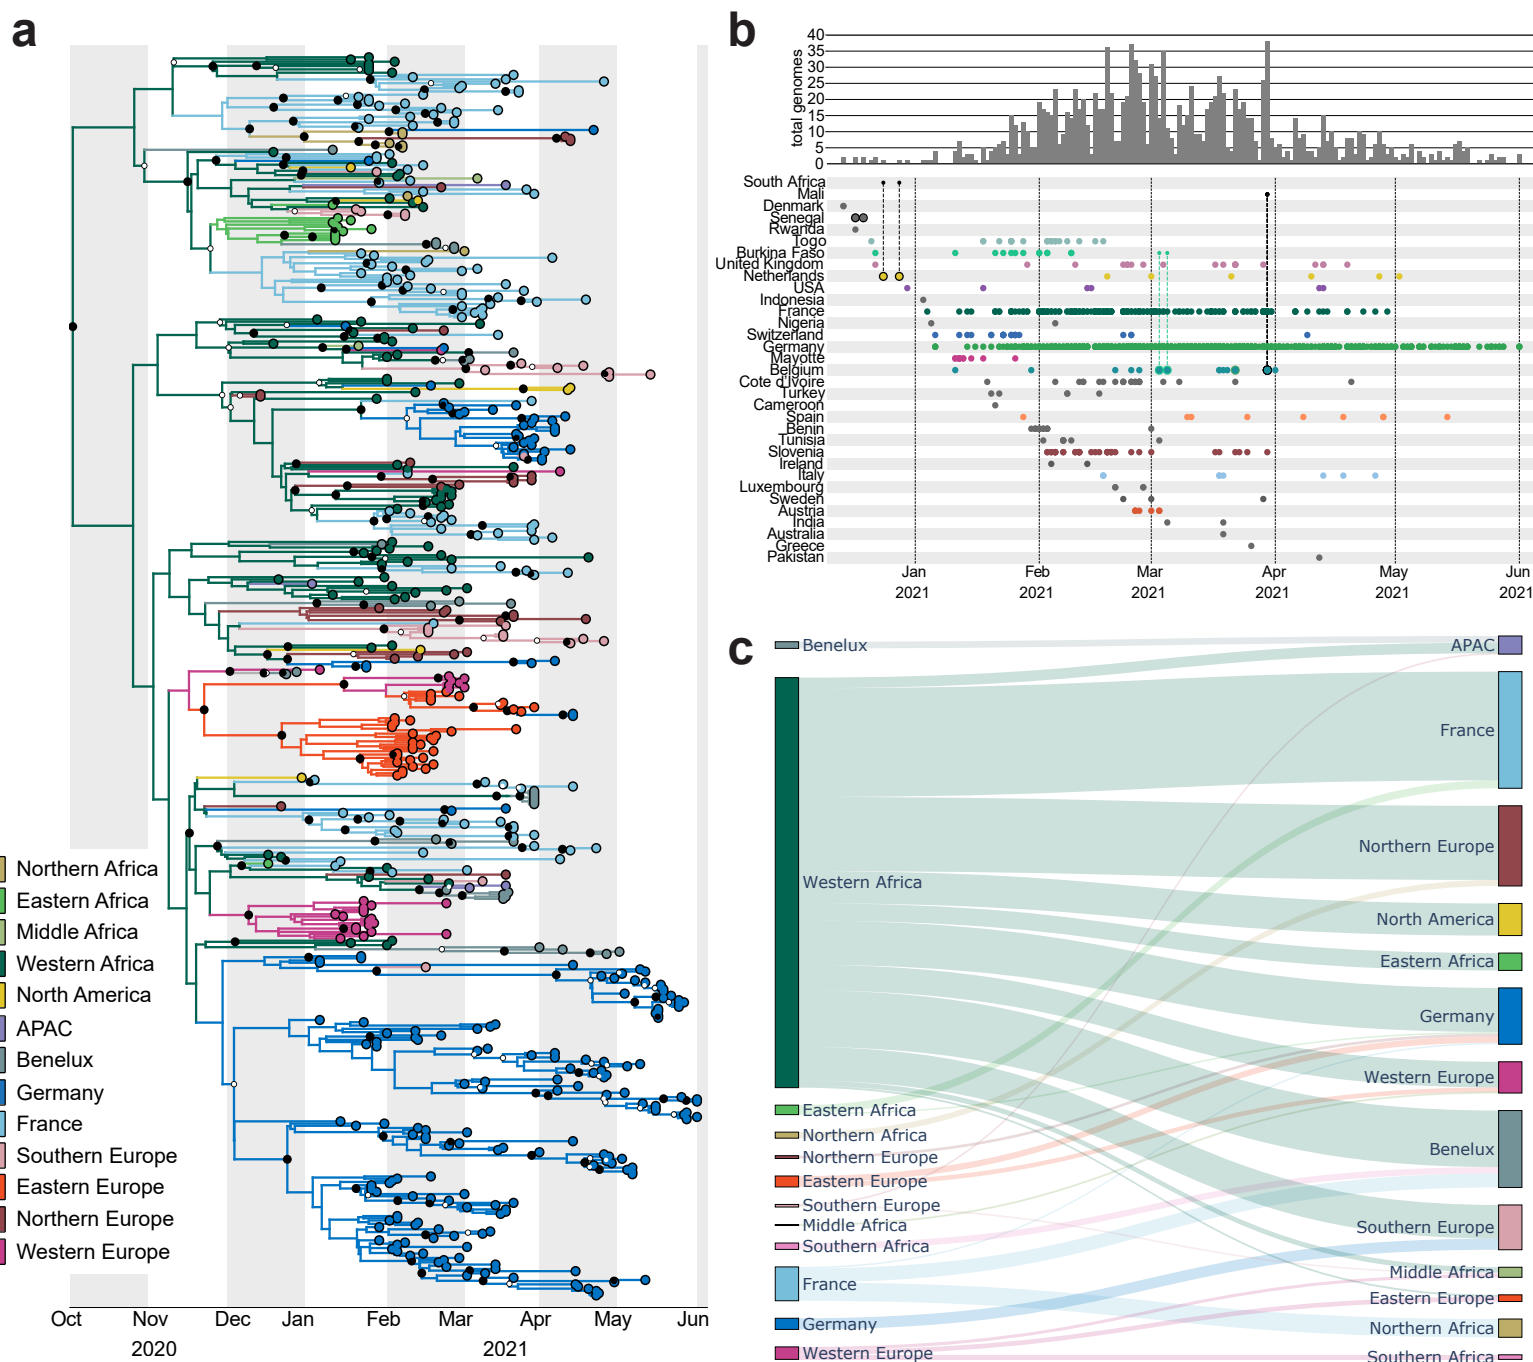 a
Northern Africa
Eastern Africa
Middle Africa
Western Africa
North America
APAC
Benelux
Germany
France
Southern Europe
Eastern Europe
Northern Europe
Western Europe
Oct Nov Dec Jan Feb Mar Apr May Jun
2020 2021
b
total genomes
40
35
30
25
20
15
10
5
0
South Africa
Mali
Denmark
Senegal
Rwanda
Togo
Burkina Faso
United Kingdom
Netherlands
USA
Indonesia
France
Nigeria
Switzerland
Germany
Mayotte
Belgium
Cote d'Ivoire
Turkey
Cameroon
Spain
Benin
Tunisia
Slovenia
Ireland
Italy
Luxembourg
Sweden
Austria
India
Australia
Greece
Pakistan
Jan Feb Mar Apr May Jun
2021 2021 2021 2021 2021 2021
c
Benelux
Western Africa
Eastern Africa
Northern Africa
Northern Europe
Eastern Europe
Southern Europe
Middle Africa
Southern Africa
France
Germany
Western Europe
APAC
France
Northern Europe
North America
Eastern Africa
Germany
Western Europe
Benelux
Southern Europe
Middle Africa
Eastern Europe
Northern Africa
Southern Africa